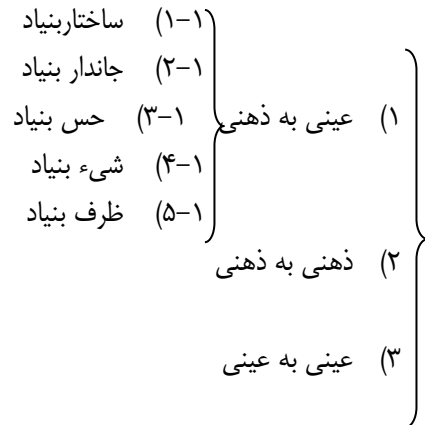 ۱-۱) ساختاربنیاد
۲-۱) جاندار بنیاد
۱) عینی به ذهنی ۳-۱) حس بنیاد
۴-۱) شیء بنیاد
۵-۱) ظرف بنیاد
۲) ذهنی به ذهنی
۳) عینی به عینی